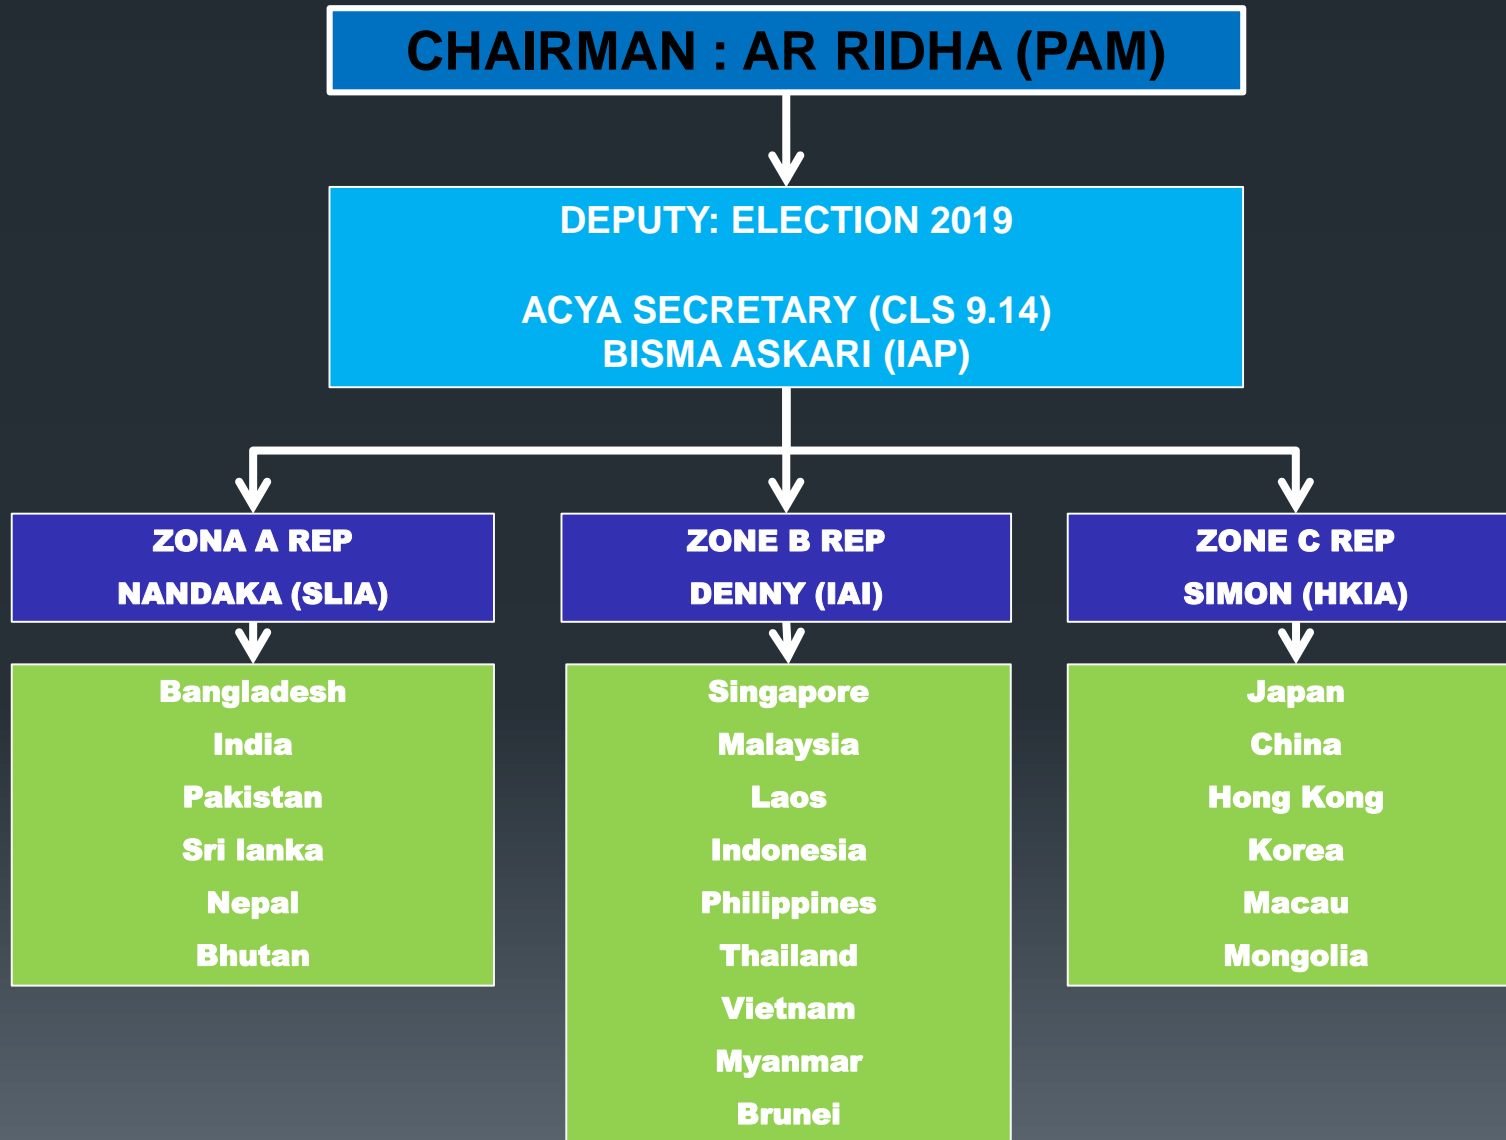 CHAIRMAN : AR RIDHA (PAM)
DEPUTY: ELECTION 2019
ACYA SECRETARY (CLS 9.14)
BISMA ASKARI (IAP)
ZONA A REP
NANDAKA (SLIA)
Bangladesh
India
Pakistan
Sri lanka
Nepal
Bhutan
ZONE B REP
DENNY (IAI)
Singapore
Malaysia
Laos
Indonesia
Philippines
Thailand
Vietnam
Myanmar
Brunei
ZONE C REP
SIMON (HKIA)
Japan
China
Hong Kong
Korea
Macau
Mongolia